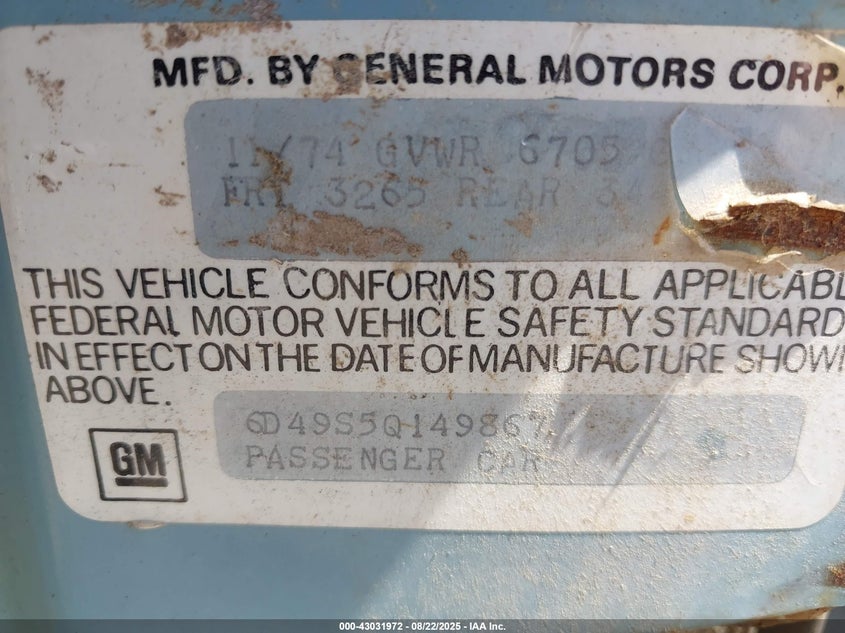 MFD. BY GENERAL MOTORS CORP.
11/74 GVWR 6705
FRT 3265 REAR 34
THIS VEHICLE CONFORMS TO ALL APPLICABL
FEDERAL MOTOR VEHICLE SAFETY STANDARD
IN EFFECT ON THE DATE OF MANUFACTURE SHOWN
ABOVE.
6D49S5Q149867
PASSENGER CAR
GM
000-43031972 - 08/22/2025 - IAA Inc.